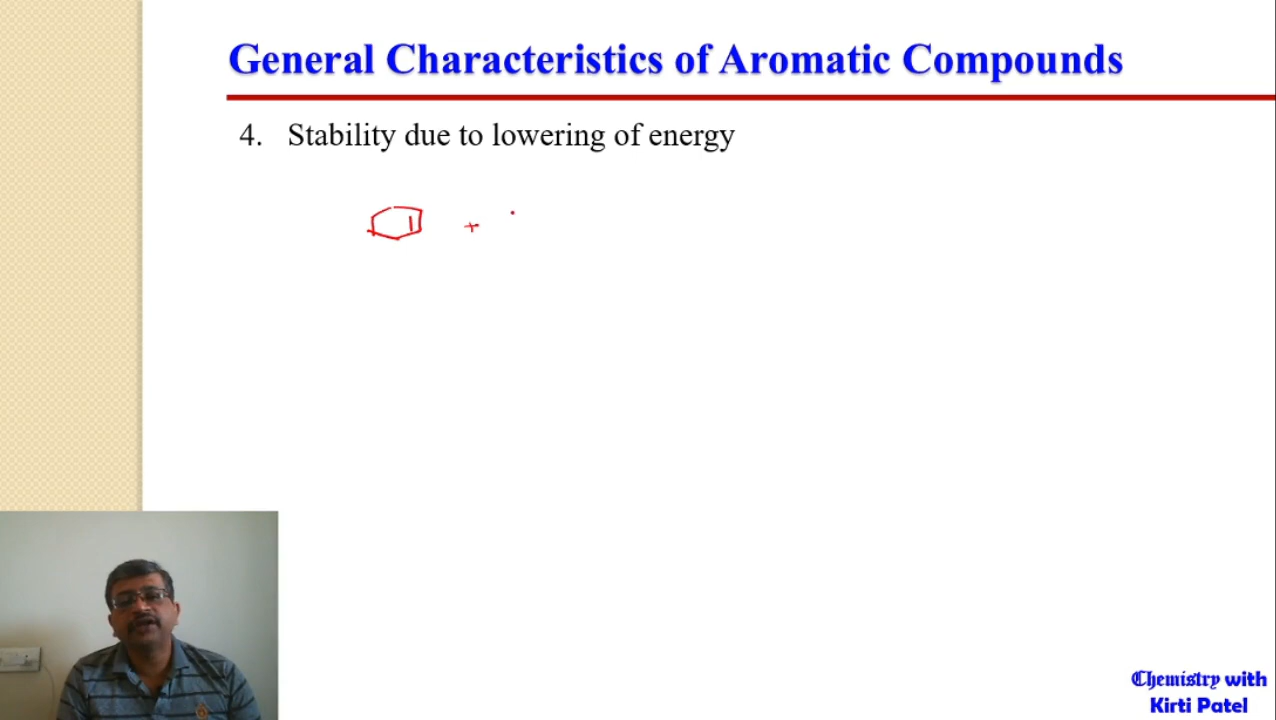 General Characteristics of Aromatic Compounds
4. Stability due to lowering of energy
+
Chemistry with
Kirti Patel